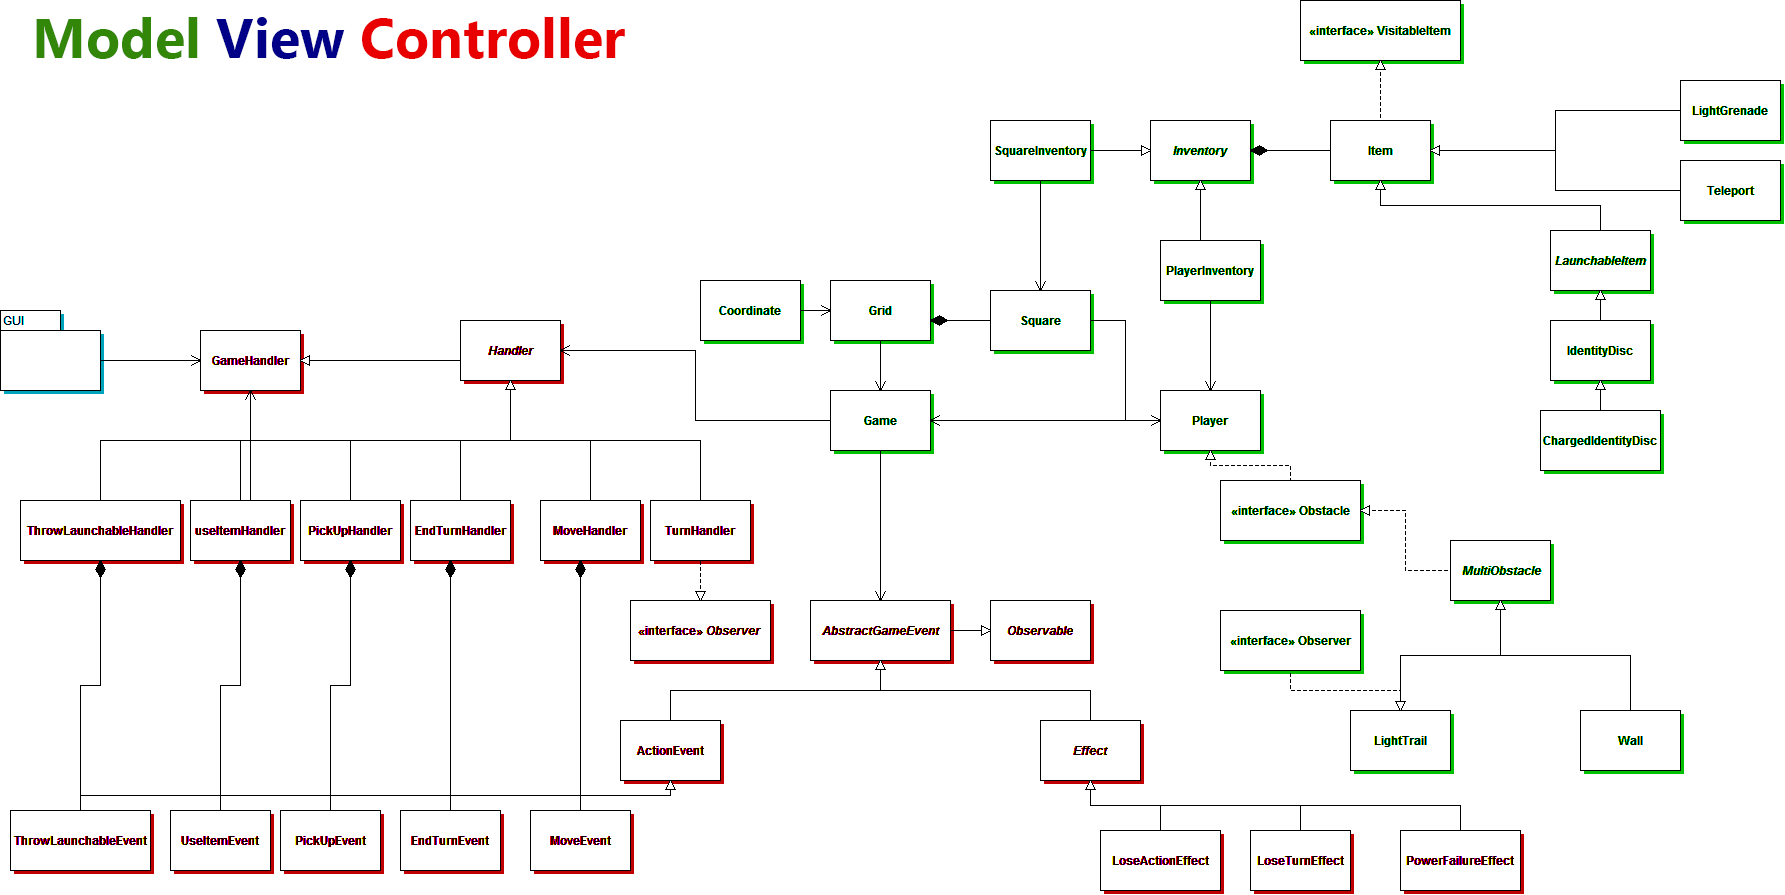 Model View Controller
«interface» VisitableItem
LightGrenade
SquareInventory
Inventory
Item
Teleport
PlayerInventory
LaunchableItem
Coordinate
Grid
Square
GUI
GameHandler
Handler
IdentityDisc
Game
Player
ChargedIdentityDisc
ThrowLaunchableHandler
useItemHandler
PickUpHandler
EndTurnHandler
MoveHandler
TurnHandler
«interface» Obstacle
MultiObstacle
«interface» Observer
AbstractGameEvent
Observable
«interface» Observer
ActionEvent
Effect
LightTrail
Wall
ThrowLaunchableEvent
UseItemEvent
PickUpEvent
EndTurnEvent
MoveEvent
LoseActionEffect
LoseTurnEffect
PowerFailureEffect